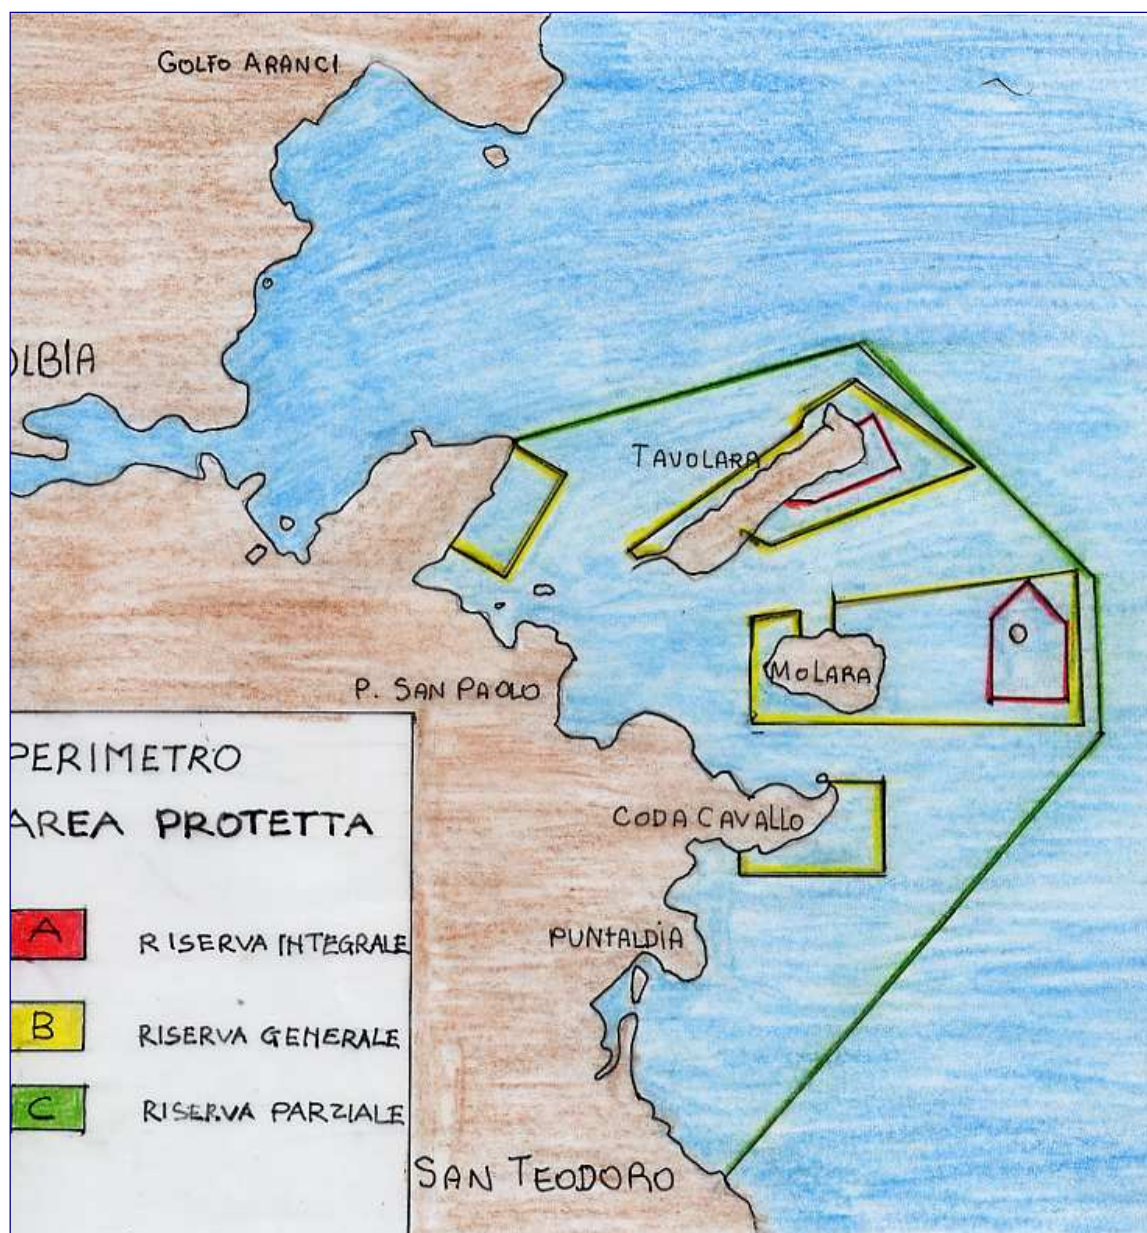 GOLFO ARANCI
OLBIA
TAVOLARA
MOLARA
P. SAN PAOLO
CODA CAVALLO
PUNTALDIA
SAN TEODORO
PERIMETRO
AREA PROTETTA
A RISERVA INTEGRALE
B RISERVA GENERALE
C RISERVA PARZIALE